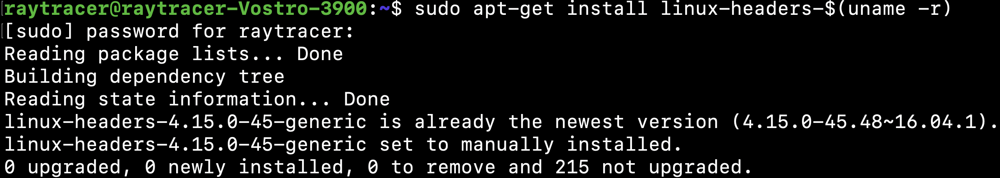 raytracer@raytracer-Vostro-3900:~$ sudo apt-get install linux-headers-$(uname -r)
[sudo] password for raytracer:
Reading package lists... Done
Building dependency tree
Reading state information... Done
linux-headers-4.15.0-45-generic is already the newest version (4.15.0-45.48~16.04.1).
linux-headers-4.15.0-45-generic set to manually installed.
0 upgraded, 0 newly installed, 0 to remove and 215 not upgraded.